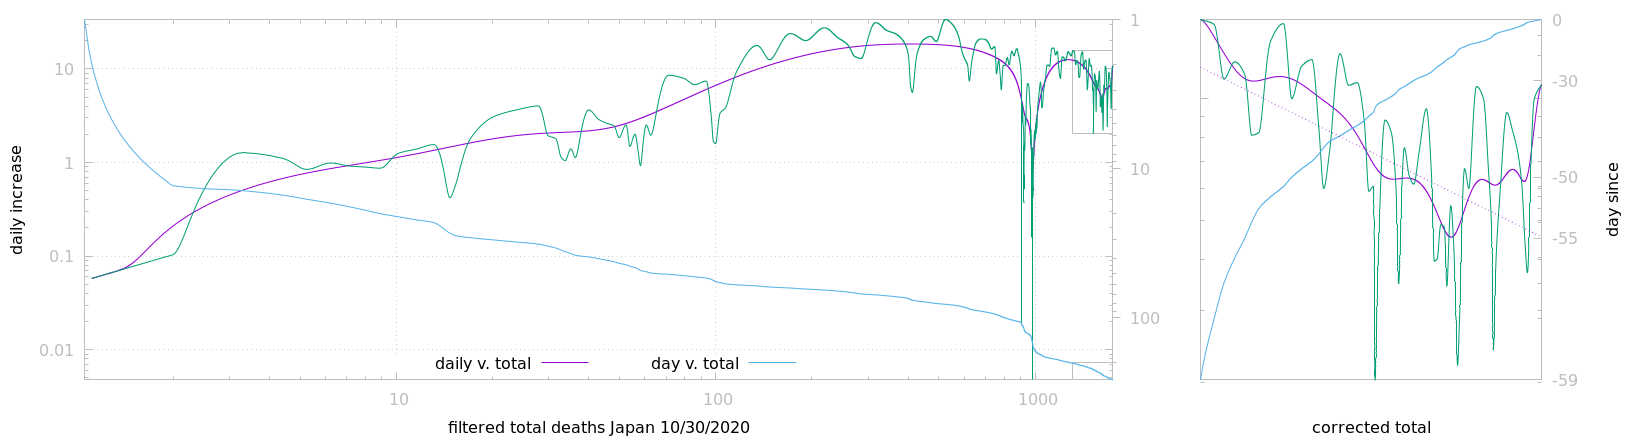 daily increase
10
1
0.1
0.01
daily v. total
day v. total
10
100
1000
filtered total deaths Japan 10/30/2020
1
10
100
0
-30
-50
-55
-59
day since
corrected total